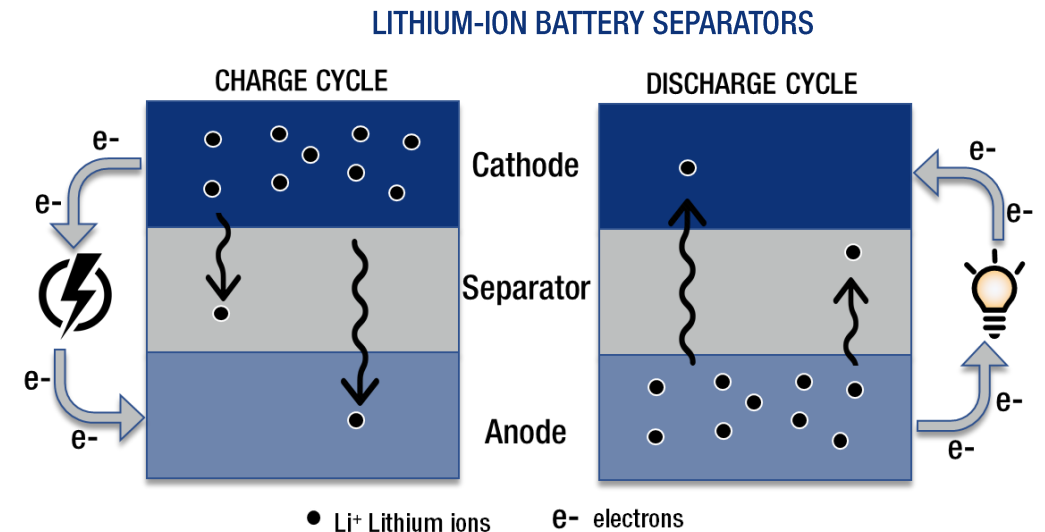 LITHIUM-ION BATTERY SEPARATORS
CHARGE CYCLE
DISCHARGE CYCLE
e-
e-
e-
e-
Cathode
Separator
Anode
e-
e-
e-
e-
Li⁺ Lithium ions
e- electrons